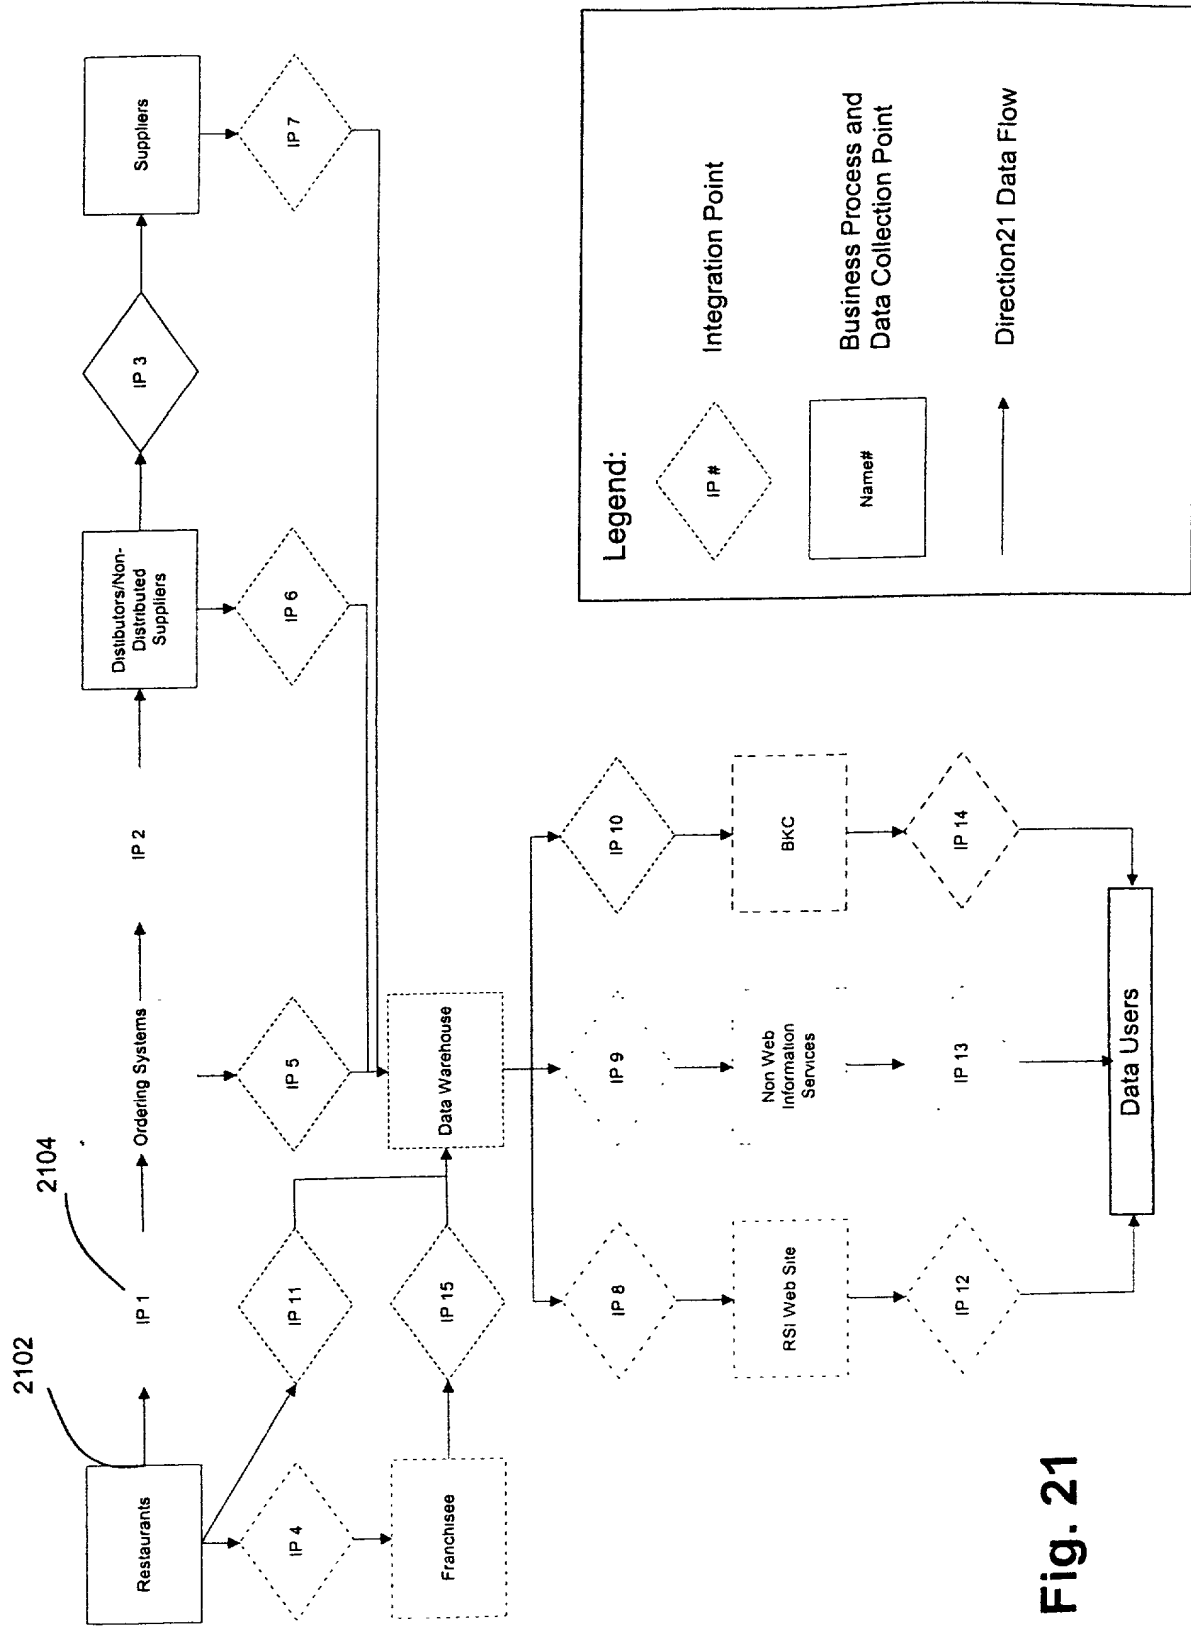 2102
2104
Restaurants
IP 1
Ordering Systems
IP 2
Distibutors/Non-
Distributed
Suppliers
IP 3
Suppliers
IP 4
IP 11
IP 5
IP 6
IP 7
Franchisee
IP 15
Data Warehouse
IP 8
IP 9
IP 10
RSI Web Site
Non Web
Information
Services
BKC
IP 12
IP 13
IP 14
Data Users
Legend:
IP #
Integration Point
Name#
Business Process and
Data Collection Point
Direction21 Data Flow
Fig. 21